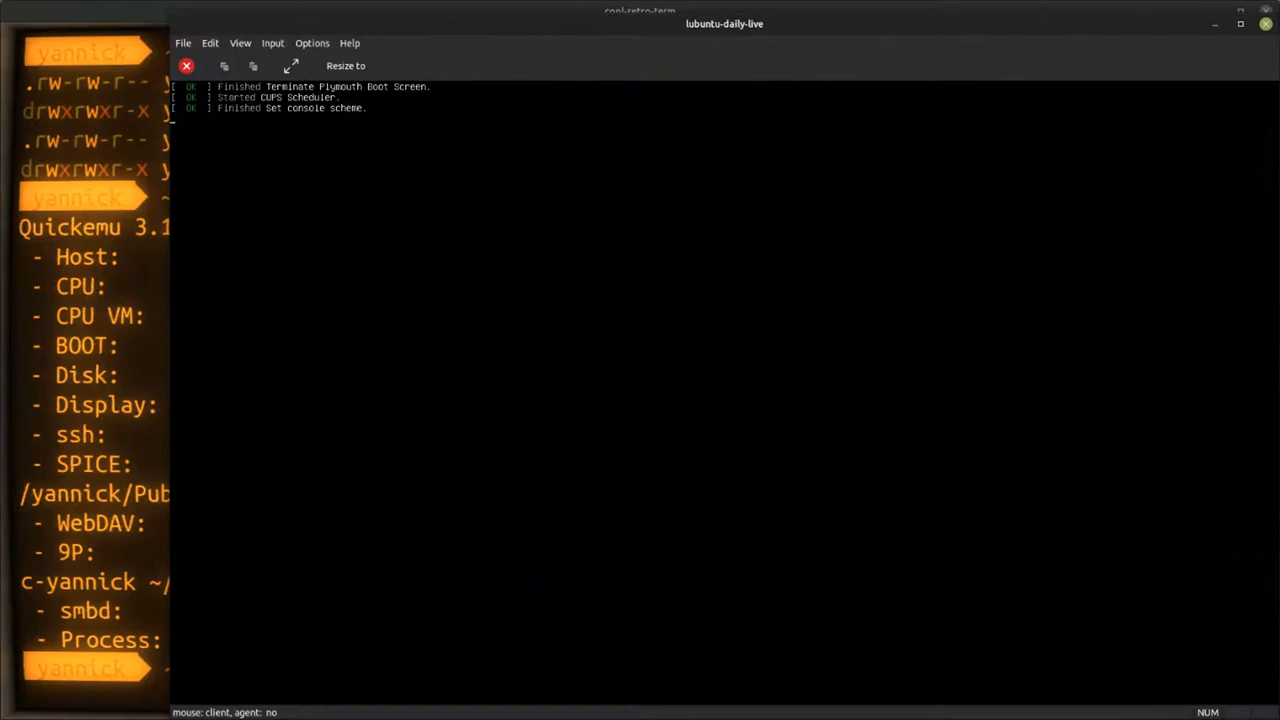 cool-retro-term
lubuntu-daily-live
File Edit View Input Options Help
Resize to
[ OK ] Finished Terminate Plymouth Boot Screen.
[ OK ] Started CUPS Scheduler.
[ OK ] Finished Set console scheme.
yannick ~
.rw-rw-r-- y
drwxrwxr-x y
.rw-rw-r-- y
drwxrwxr-x y
yannick ~
Quickemu 3.1
- Host:
- CPU:
- CPU VM:
- BOOT:
- Disk:
- Display:
- ssh:
- SPICE:
/yannick/Pub
- WebDAV:
- 9P:
c-yannick ~/
- smbd:
- Process:
yannick ~
mouse: client, agent: no
NUM